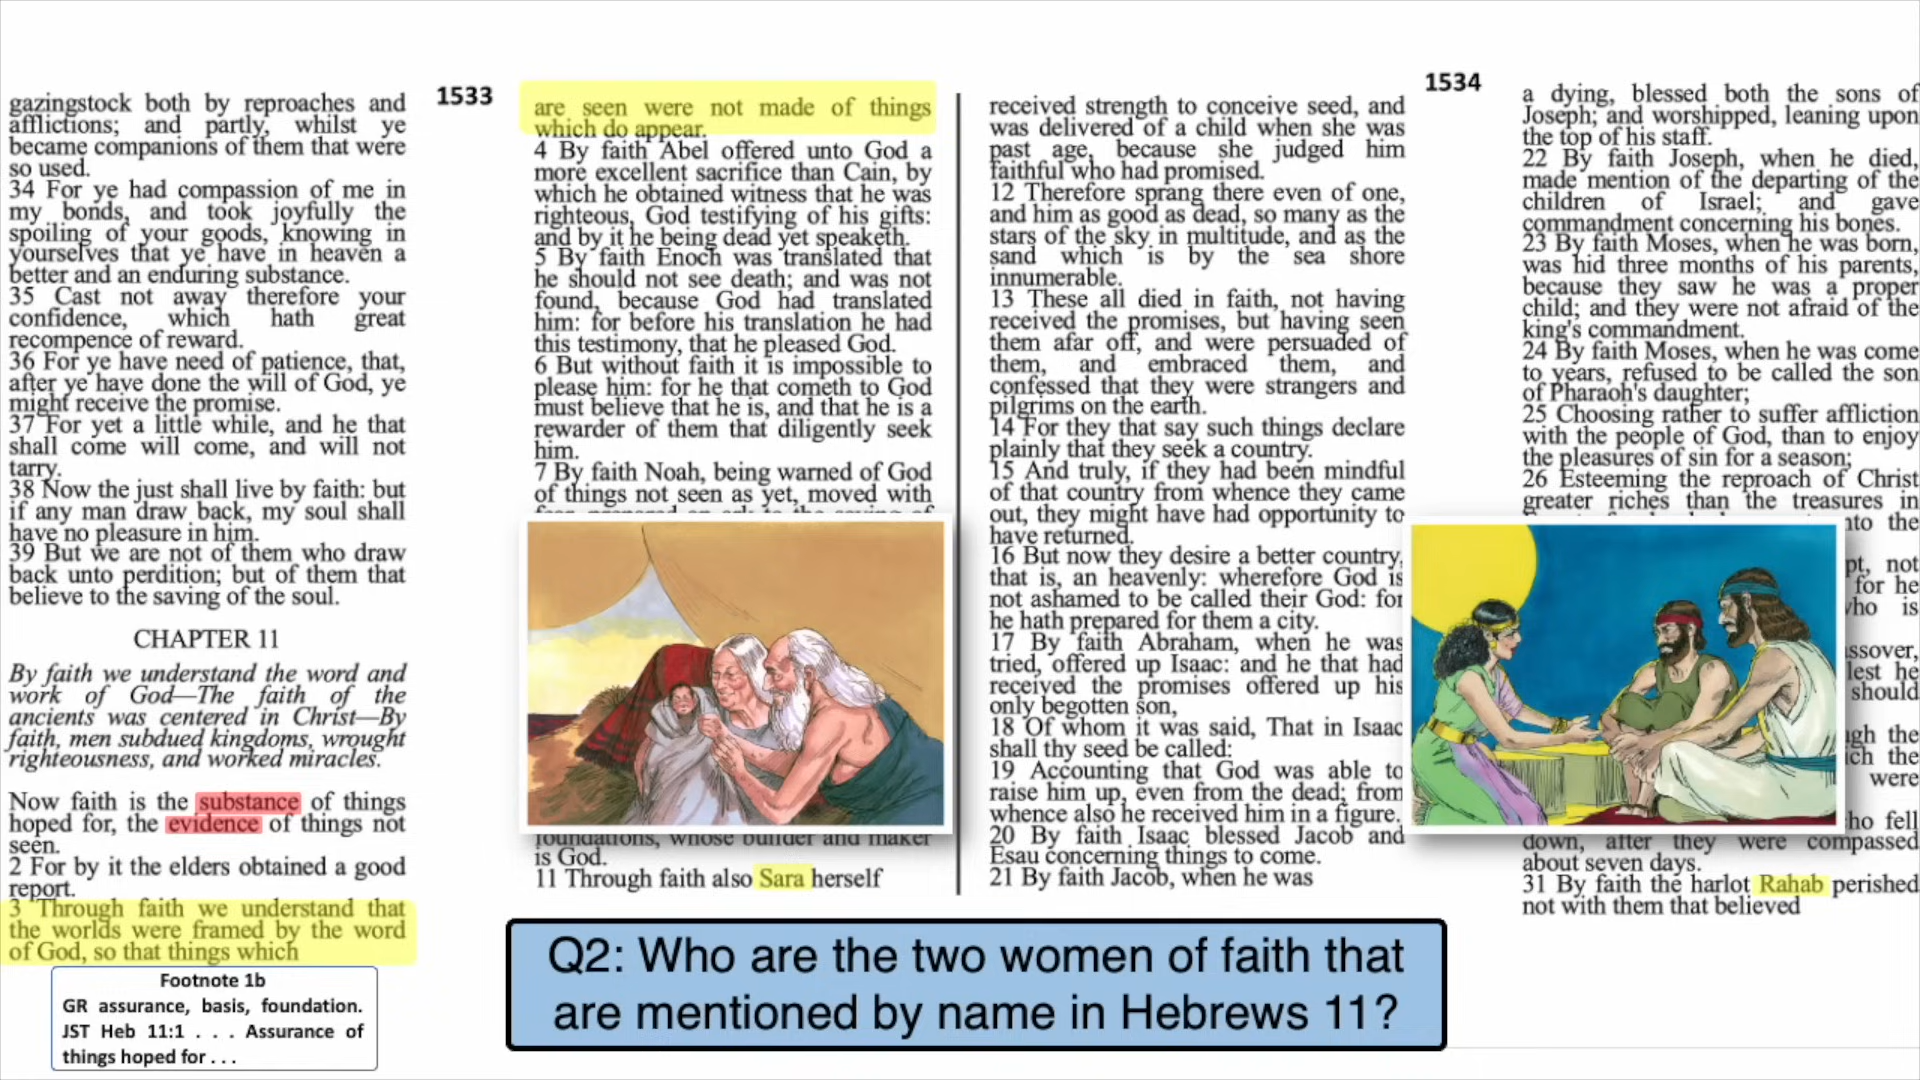 gazingstock both by reproaches and
afflictions; and partly, whilst ye
became companions of them that were
so used.
34 For ye had compassion of me in
my bonds, and took joyfully the
spoiling of your goods, knowing in
yourselves that ye have in heaven a
better and an enduring substance.
35 Cast not away therefore your
confidence, which hath great
recompence of reward.
36 For ye have need of patience, that,
after ye have done the will of God, ye
might receive the promise.
37 For yet a little while, and he that
shall come will come, and will not
tarry.
38 Now the just shall live by faith: but
if any man draw back, my soul shall
have no pleasure in him.
39 But we are not of them who draw
back unto perdition; but of them that
believe to the saving of the soul.
CHAPTER 11
By faith we understand the word and
work of God—The faith of the
ancients was centered in Christ—By
faith, men subdued kingdoms, wrought
righteousness, and worked miracles.
Now faith is the substance of things
hoped for, the evidence of things not
seen.
2 For by it the elders obtained a good
report.
3 Through faith we understand that
the worlds were framed by the word
of God, so that things which
Footnote 1b
GR assurance, basis, foundation.
JST Heb 11:1 . . . Assurance of
things hoped for . . .
1533
are seen were not made of things
which do appear.
4 By faith Abel offered unto God a
more excellent sacrifice than Cain, by
which he obtained witness that he was
righteous, God testifying of his gifts:
and by it he being dead yet speaketh.
5 By faith Enoch was translated that
he should not see death; and was not
found, because God had translated
him: for before his translation he had
this testimony, that he pleased God.
6 But without faith it is impossible to
please him: for he that cometh to God
must believe that he is, and that he is a
rewarder of them that diligently seek
him.
7 By faith Noah, being warned of God
of things not seen as yet, moved with
foundations, whose builder and maker
is God.
11 Through faith also Sara herself
received strength to conceive seed, and
was delivered of a child when she was
past age, because she judged him
faithful who had promised.
12 Therefore sprang there even of one,
and him as good as dead, so many as the
stars of the sky in multitude, and as the
sand which is by the sea shore
innumerable.
13 These all died in faith, not having
received the promises, but having seen
them afar off, and were persuaded of
them, and embraced them, and
confessed that they were strangers and
pilgrims on the earth.
14 For they that say such things declare
plainly that they seek a country.
15 And truly, if they had been mindful
of that country from whence they came
out, they might have had opportunity to
have returned.
16 But now they desire a better country,
that is, an heavenly: wherefore God is
not ashamed to be called their God: for
he hath prepared for them a city.
17 By faith Abraham, when he was
tried, offered up Isaac: and he that had
received the promises offered up his
only begotten son,
18 Of whom it was said, That in Isaac
shall thy seed be called:
19 Accounting that God was able to
raise him up, even from the dead; from
whence also he received him in a figure.
20 By faith Isaac blessed Jacob and
Esau concerning things to come.
21 By faith Jacob, when he was
1534
a dying, blessed both the sons of
Joseph; and worshipped, leaning upon
the top of his staff.
22 By faith Joseph, when he died,
made mention of the departing of the
children of Israel; and gave
commandment concerning his bones.
23 By faith Moses, when he was born,
was hid three months of his parents,
because they saw he was a proper
child; and they were not afraid of the
king's commandment.
24 By faith Moses, when he was come
to years, refused to be called the son
of Pharaoh's daughter;
25 Choosing rather to suffer affliction
with the people of God, than to enjoy
the pleasures of sin for a season;
26 Esteeming the reproach of Christ
greater riches than the treasures in
the
not
for he
is
lest he
should
the
the
were
fell
down, after they were compassed
about seven days.
31 By faith the harlot Rahab perished
not with them that believed
Q2: Who are the two women of faith that
are mentioned by name in Hebrews 11?